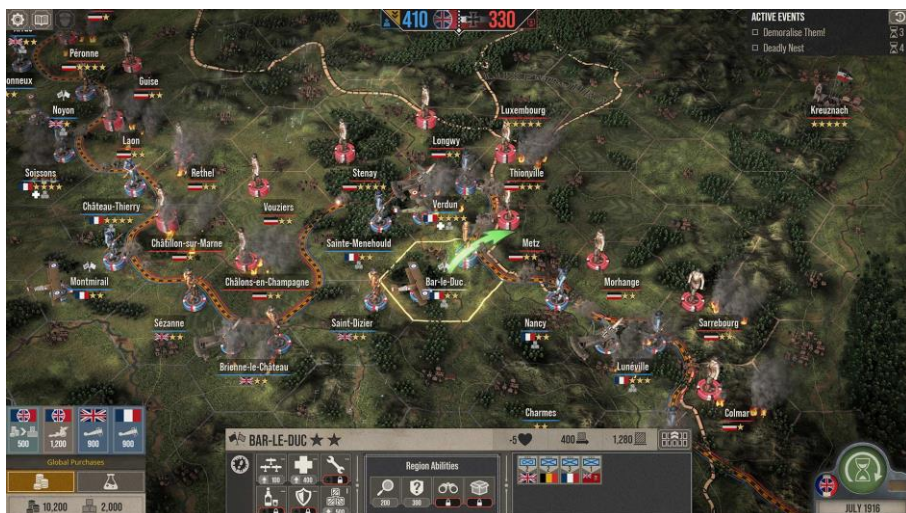 410
330
ACTIVE EVENTS
Demoralise Them!
3
Deadly Nest
4
Péronne
Guise
Noyon
Luxembourg
Kreuznach
Laon
Longwy
Soissons
Rethel
Stenay
Thionville
Château-Thierry
Vouziers
Verdun
Châtillon-sur-Marne
Sainte-Menehould
Metz
Montmirail
Châlons-en-Champagne
Bar-le-Duc
Morhange
Sézanne
Saint-Dizier
Nancy
Sarrebourg
Brienne-le-Château
Lunéville
Charmes
Colmar
500
1,200
900
900
Global Purchases
10,200
2,000
BAR-LE-DUC
-5
400
1,280
Region Abilities
100
400
200
300
500
JULY 1916